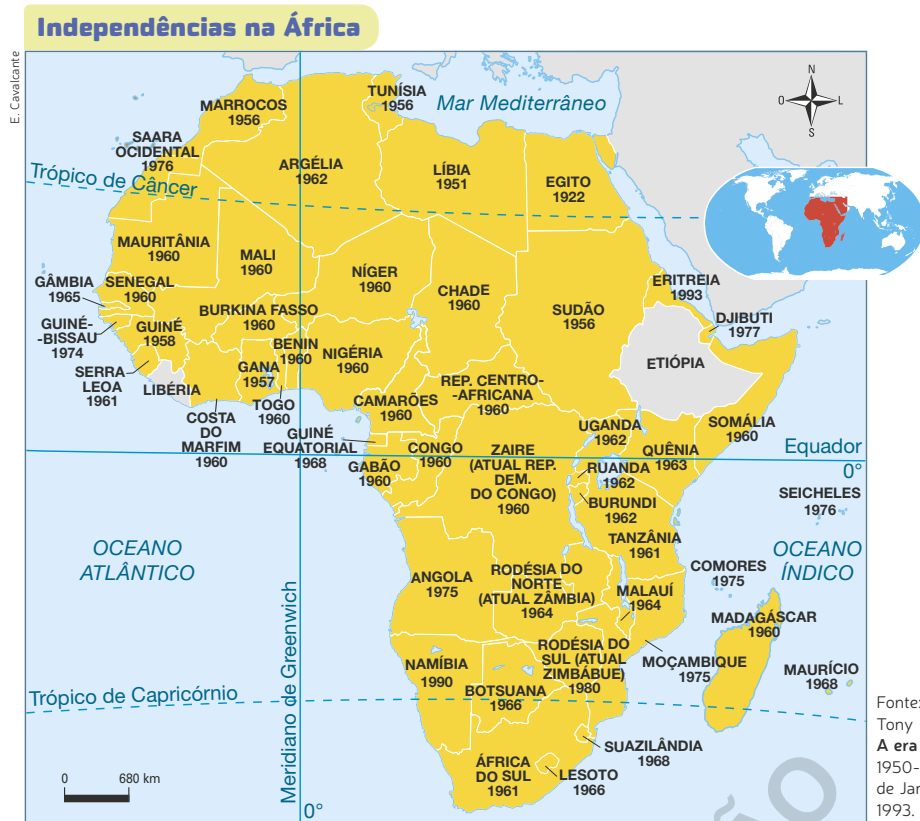 Independências na África
E. Cavalcante
N
O
L
S
Mar Mediterrâneo
TUNÍSIA
1956
MARROCOS
1956
SAARA
OCIDENTAL
1976
Trópico de Câncer
ARGÉLIA
1962
LÍBIA
1951
EGITO
1922
MAURITÂNIA
1960
MALI
1960
NÍGER
1960
CHADE
1960
SUDÃO
1956
ERITREIA
1993
DJIBUTI
1977
ETIÓPIA
SOMÁLIA
1960
GÂMBIA
1965
SENEGAL
1960
GUINÉ-
-BISSAU
1974
GUINÉ
1958
BURKINA FASSO
1960
BENIN
1960
NIGÉRIA
1960
SERRA
LEOA
1961
LIBÉRIA
GANA
1957
COSTA
DO
MARFIM
1960
TOGO
1960
CAMARÕES
1960
REP. CENTRO-
-AFRICANA
1960
GUINÉ
EQUATORIAL
1968
GABÃO
1960
CONGO
1960
ZAIRE
(ATUAL REP.
DEM.
DO CONGO)
1960
UGANDA
1962
QUÊNIA
1963
Equador
0°
RUANDA
1962
BURUNDI
1962
TANZÂNIA
1961
SEICHELES
1976
OCEANO
ATLÂNTICO
OCEANO
ÍNDICO
COMORES
1975
ANGOLA
1975
RODÉSIA DO
NORTE
(ATUAL ZÂMBIA)
1964
MALAUÍ
1964
MADAGÁSCAR
1960
MAURÍCIO
1968
MOÇAMBIQUE
1975
RODÉSIA DO
SUL (ATUAL
ZIMBÁBUE)
1980
NAMÍBIA
1990
BOTSUANA
1966
Trópico de Capricórnio
Meridiano de Greenwich
0°
SUAZILÂNDIA
1968
LESOTO
1966
ÁFRICA
DO SUL
1961
0
680 km
Fonte:
Tony
A era
1950-
de Jan
1993.
ÃO